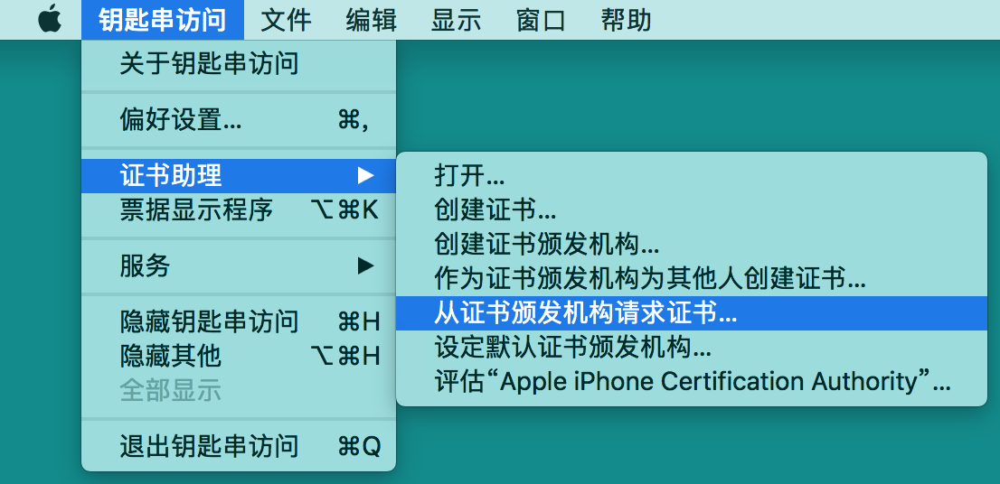 钥匙串访问 文件 编辑 显示 窗口 帮助
关于钥匙串访问
偏好设置... ⌘,
证书助理 ▶
票据显示程序 ⌥⌘K
服务 ▶
隐藏钥匙串访问 ⌘H
隐藏其他 ⌥⌘H
全部显示
退出钥匙串访问 ⌘Q
打开...
创建证书...
创建证书颁发机构...
作为证书颁发机构为其他人创建证书...
从证书颁发机构请求证书...
设定默认证书颁发机构...
评估“Apple iPhone Certification Authority”...